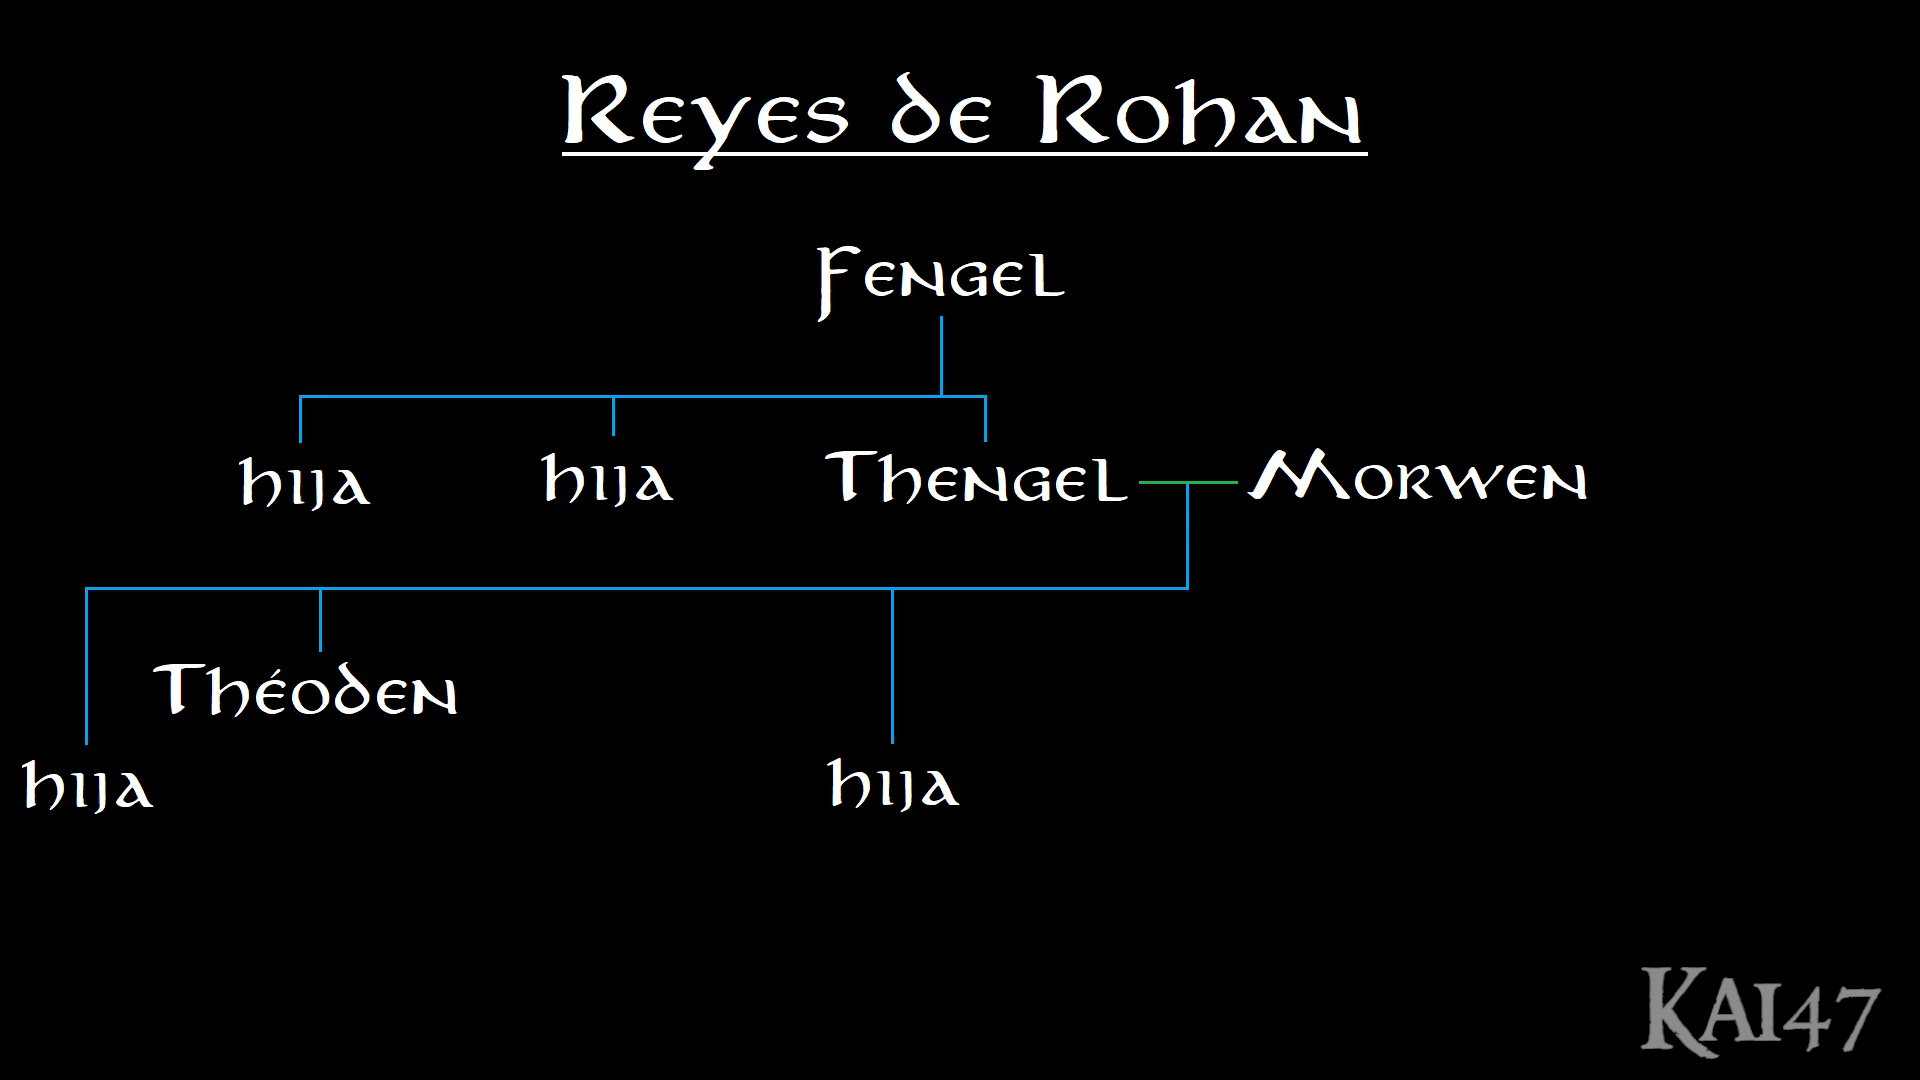 Reyes de Rohan
Fengel
hija hija Thengel Morwen
Théoden
hija hija
Kai47